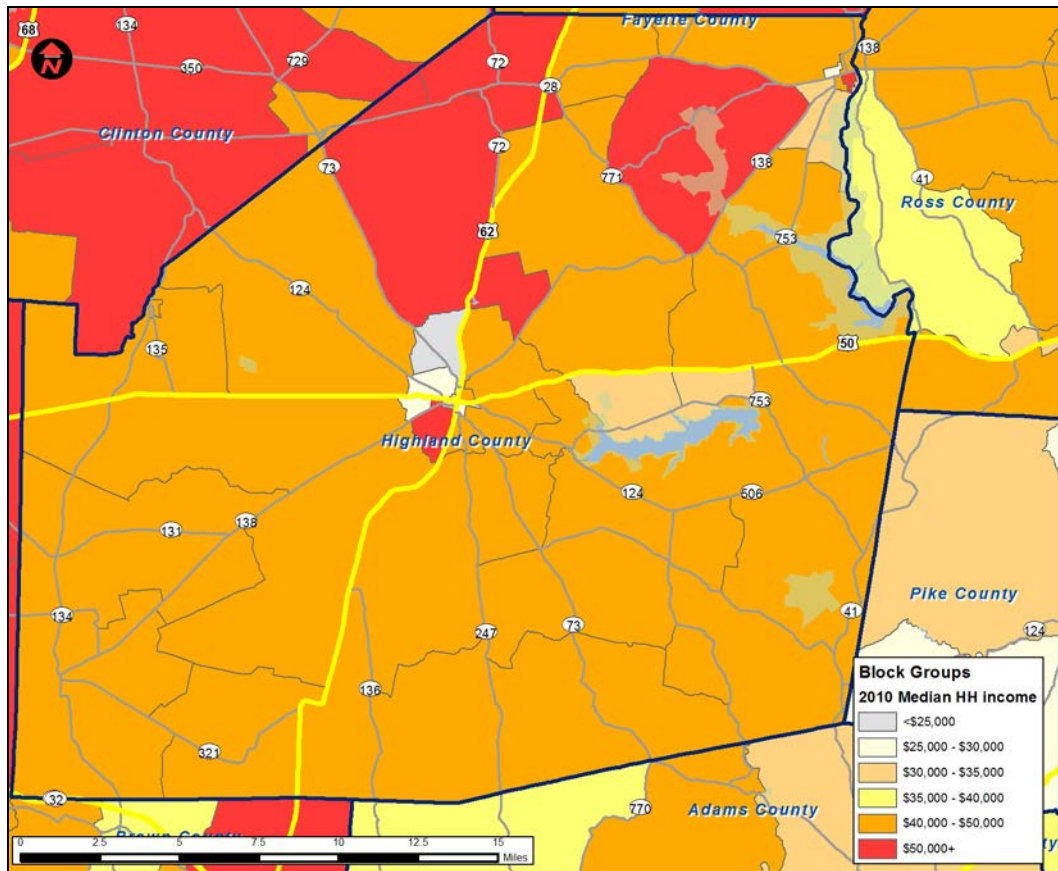 Fayette County
68
134
138
72
N
729
350
28
Clinton County
72
73
771
138
41
Ross County
62
753
124
50
135
753
Highland County
124
506
138
131
Pike County
134
41
247
73
124
136
321
32
770
Adams County
Brown County
Block Groups
2010 Median HH income
<$25,000
$25,000 - $30,000
$30,000 - $35,000
$35,000 - $40,000
$40,000 - $50,000
$50,000+
0 2.5 5 10 15
Miles